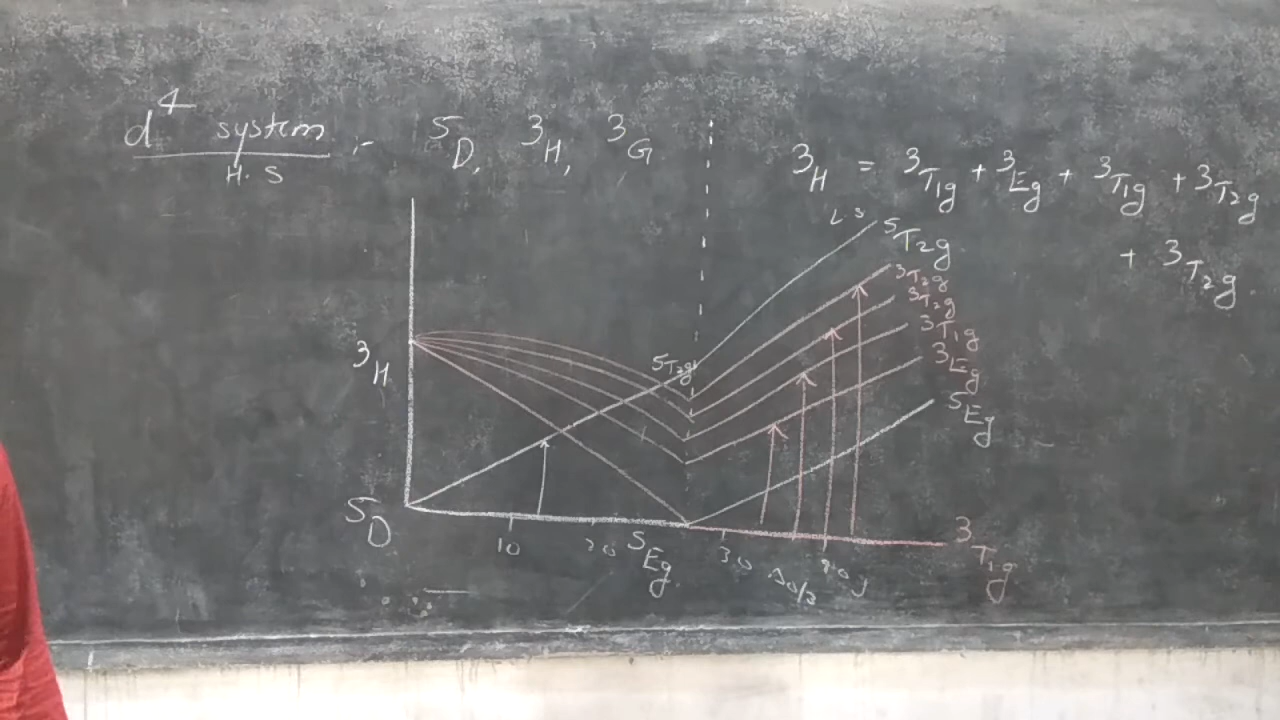 d⁴ system :- ⁵D, ³H, ³G
H.S
³H = ³T₁g + ³Eg + ³T₁g + ³T₂g
+ ³T₂g
L S
⁵T₂g
³T₂g
³T₂g
³T₁g
³H
⁵T₂g
³Eg
⁵Eg
⁵D
10 20 ⁵Eg 30 ³T₁g